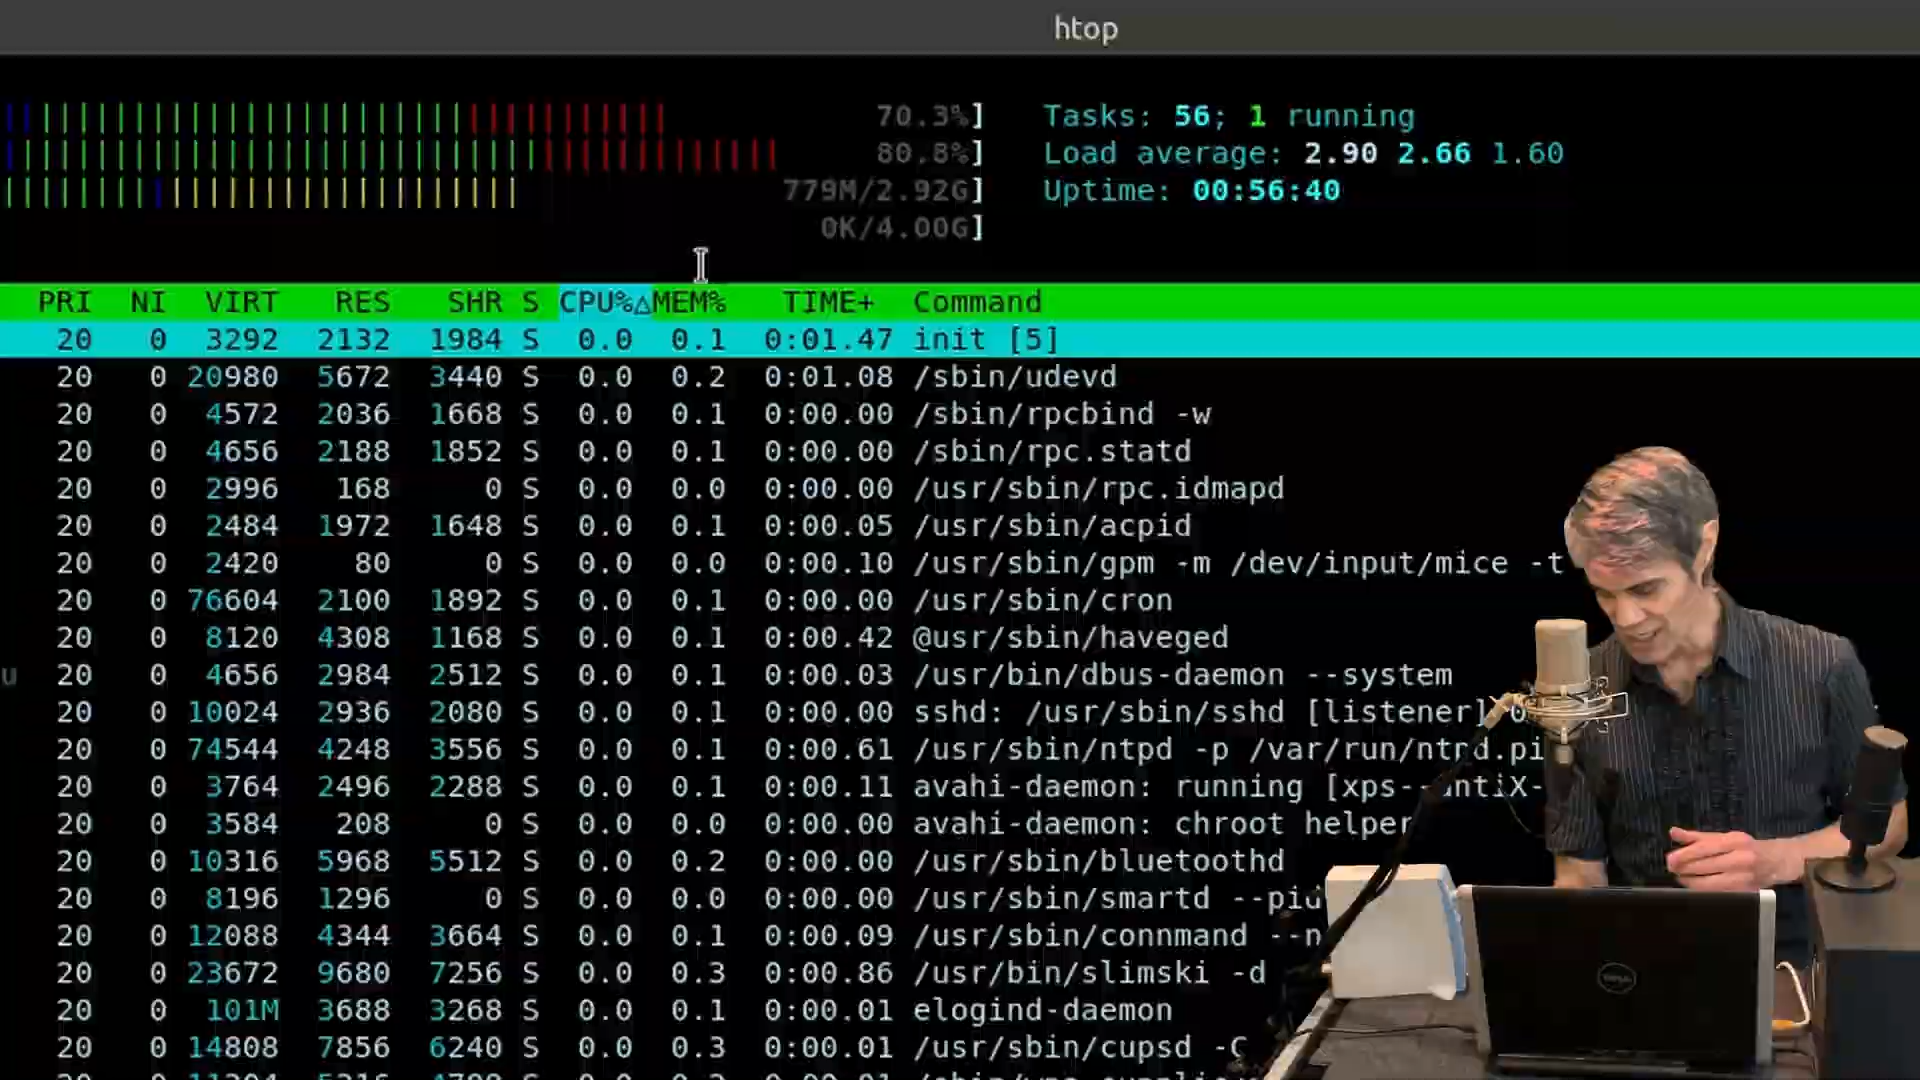 htop
70.3%] Tasks: 56; 1 running
80.8%] Load average: 2.90 2.66 1.60
779M/2.92G] Uptime: 00:56:40
0K/4.00G]
PRI NI VIRT RES SHR S CPU%△MEM% TIME+ Command
20 0 3292 2132 1984 S 0.0 0.1 0:01.47 init [5]
20 0 20980 5672 3440 S 0.0 0.2 0:01.08 /sbin/udevd
20 0 4572 2036 1668 S 0.0 0.1 0:00.00 /sbin/rpcbind -w
20 0 4656 2188 1852 S 0.0 0.1 0:00.00 /sbin/rpc.statd
20 0 2996 168 0 S 0.0 0.0 0:00.00 /usr/sbin/rpc.idmapd
20 0 2484 1972 1648 S 0.0 0.1 0:00.05 /usr/sbin/acpid
20 0 2420 80 0 S 0.0 0.0 0:00.10 /usr/sbin/gpm -m /dev/input/mice -t
20 0 76604 2100 1892 S 0.0 0.1 0:00.00 /usr/sbin/cron
20 0 8120 4308 1168 S 0.0 0.1 0:00.42 @usr/sbin/haveged
u 20 0 4656 2984 2512 S 0.0 0.1 0:00.03 /usr/bin/dbus-daemon --system
20 0 10024 2936 2080 S 0.0 0.1 0:00.00 sshd: /usr/sbin/sshd [listener] 0
20 0 74544 4248 3556 S 0.0 0.1 0:00.61 /usr/sbin/ntpd -p /var/run/ntpd.pi
20 0 3764 2496 2288 S 0.0 0.1 0:00.11 avahi-daemon: running [xps--antiX-
20 0 3584 208 0 S 0.0 0.0 0:00.00 avahi-daemon: chroot helper
20 0 10316 5968 5512 S 0.0 0.2 0:00.00 /usr/sbin/bluetoothd
20 0 8196 1296 0 S 0.0 0.0 0:00.00 /usr/sbin/smartd --pid
20 0 12088 4344 3664 S 0.0 0.1 0:00.09 /usr/sbin/connmand --n
20 0 23672 9680 7256 S 0.0 0.3 0:00.86 /usr/bin/slimski -d
20 0 101M 3688 3268 S 0.0 0.1 0:00.01 elogind-daemon
20 0 14808 7856 6240 S 0.0 0.3 0:00.01 /usr/sbin/cupsd -C
DELL